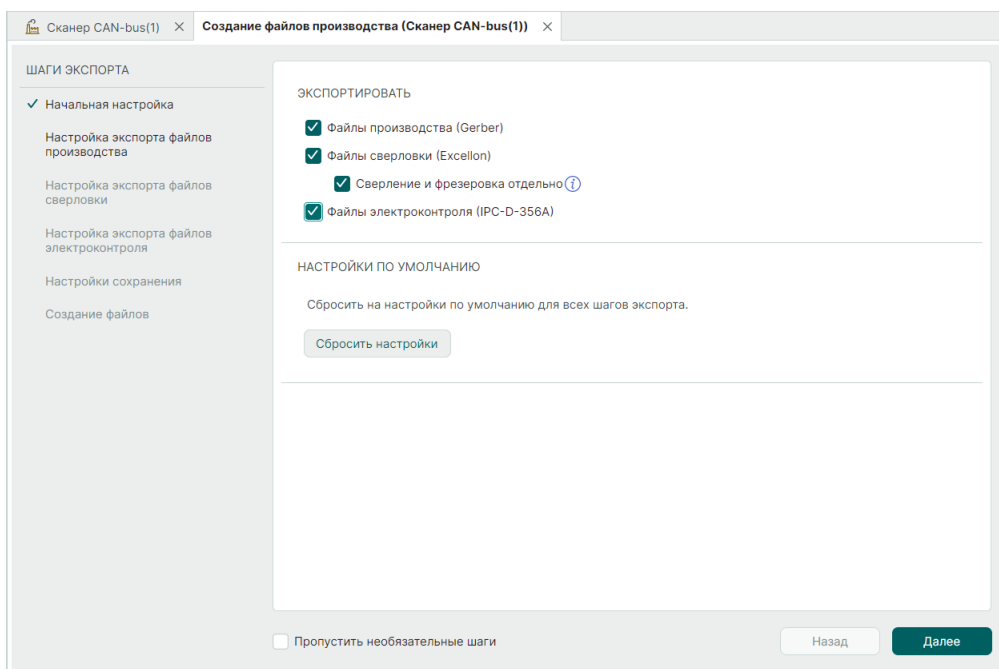 Сканер CAN-bus(1)
Создание файлов производства (Сканер CAN-bus(1))
ШАГИ ЭКСПОРТА
Начальная настройка
Настройка экспорта файлов
производства
Настройка экспорта файлов
сверловки
Настройка экспорта файлов
электроконтроля
Настройки сохранения
Создание файлов
ЭКСПОРТИРОВАТЬ
Файлы производства (Gerber)
Файлы сверловки (Excellon)
Сверление и фрезеровка отдельно
Файлы электроконтроля (IPC-D-356A)
НАСТРОЙКИ ПО УМОЛЧАНИЮ
Сбросить на настройки по умолчанию для всех шагов экспорта.
Сбросить настройки
Пропустить необязательные шаги
Назад
Далее